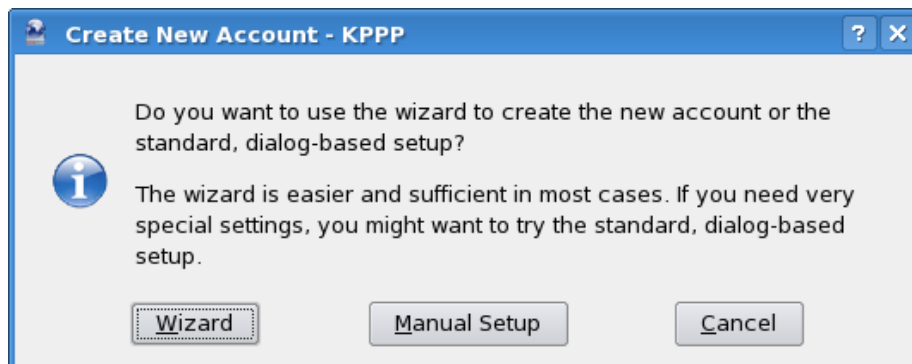 Create New Account - KPPP
Do you want to use the wizard to create the new account or the
standard, dialog-based setup?
The wizard is easier and sufficient in most cases. If you need very
special settings, you might want to try the standard, dialog-based
setup.
Wizard
Manual Setup
Cancel